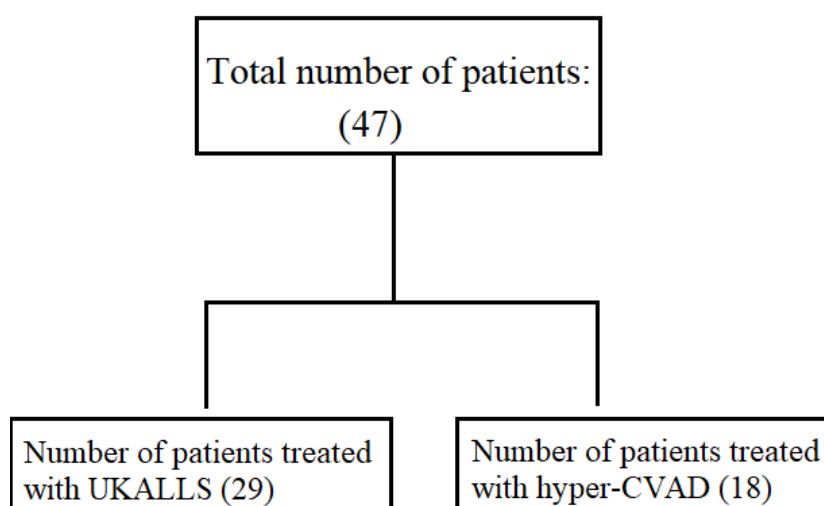 Total number of patients:
(47)
Number of patients treated
with UKALLS (29)
Number of patients treated
with hyper-CVAD (18)